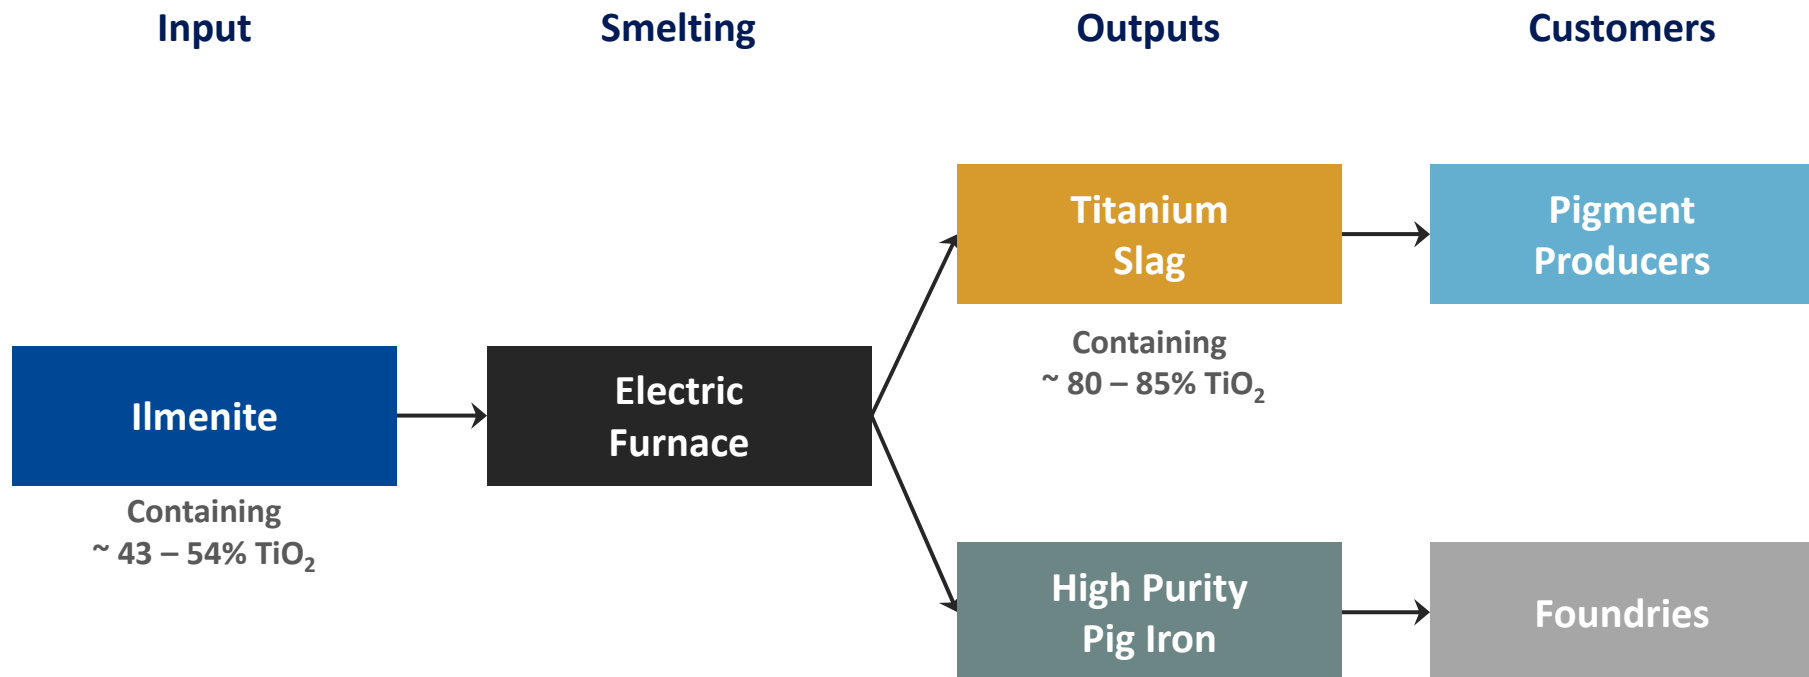 Input
Smelting
Outputs
Customers
Ilmenite
Containing
~ 43 – 54% TiO₂
Electric
Furnace
Titanium
Slag
Containing
~ 80 – 85% TiO₂
Pigment
Producers
High Purity
Pig Iron
Foundries